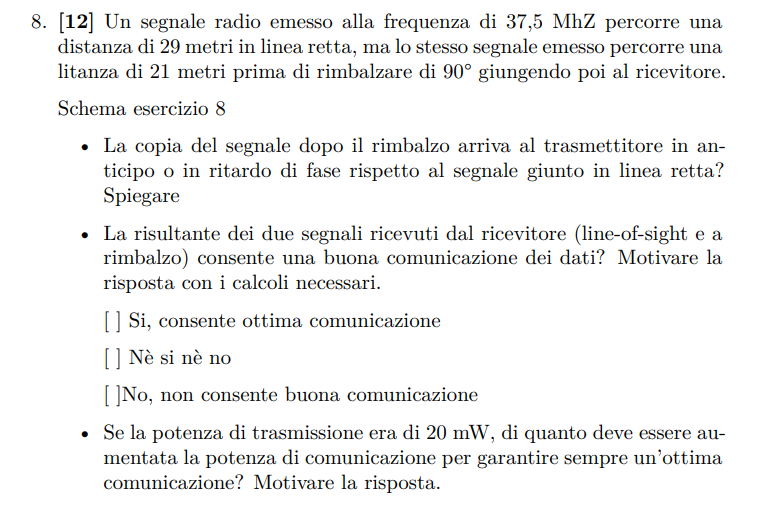 8. [12] Un segnale radio emesso alla frequenza di 37,5 MhZ percorre una
distanza di 29 metri in linea retta, ma lo stesso segnale emesso percorre una
litanza di 21 metri prima di rimbalzare di 90° giungendo poi al ricevitore.
Schema esercizio 8
• La copia del segnale dopo il rimbalzo arriva al trasmettitore in an-
ticipo o in ritardo di fase rispetto al segnale giunto in linea retta?
Spiegare
• La risultante dei due segnali ricevuti dal ricevitore (line-of-sight e a
rimbalzo) consente una buona comunicazione dei dati? Motivare la
risposta con i calcoli necessari.
[ ] Si, consente ottima comunicazione
[ ] Nè si nè no
[ ]No, non consente buona comunicazione
• Se la potenza di trasmissione era di 20 mW, di quanto deve essere au-
mentata la potenza di comunicazione per garantire sempre un'ottima
comunicazione? Motivare la risposta.